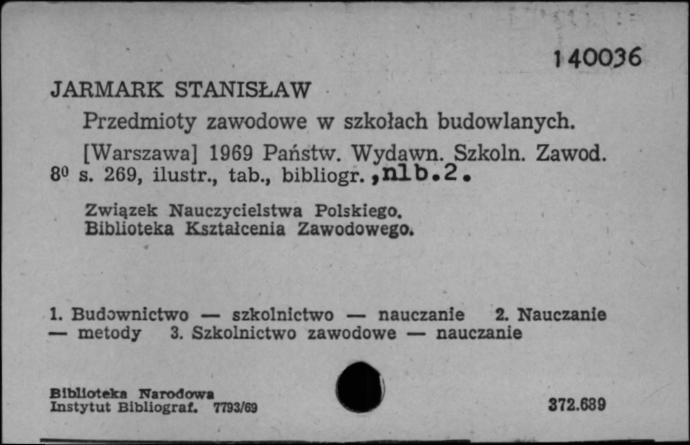 140036
JARMARK STANISŁAW
Przedmioty zawodowe w szkołach budowlanych.
[Warszawa] 1969 Państw. Wydawn. Szkoln. Zawod.
8⁰ s. 269, ilustr., tab., bibliogr. ,nlb.2.
Związek Nauczycielstwa Polskiego.
Biblioteka Kształcenia Zawodowego.
1. Budownictwo — szkolnictwo — nauczanie 2. Nauczanie
— metody 3. Szkolnictwo zawodowe — nauczanie
Biblioteka Narodowa
Instytut Bibliograf. 7793/69
372.689